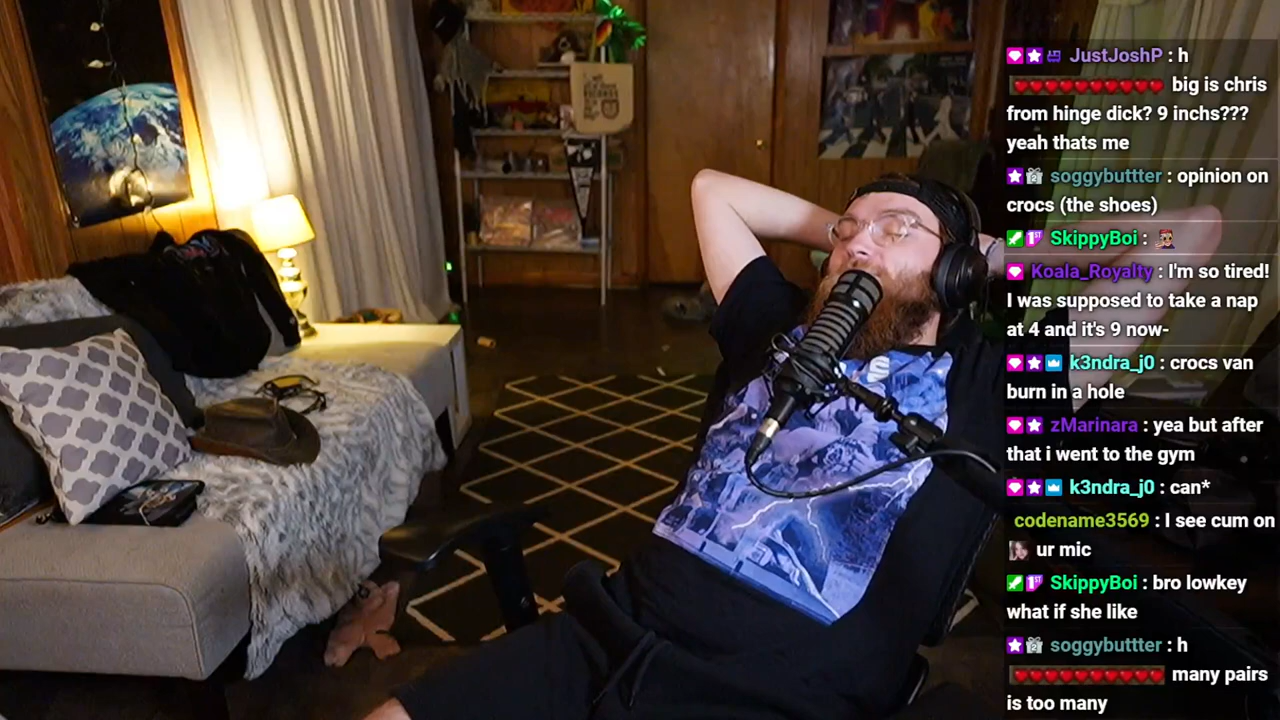 JustJoshP : h
big is chris
from hinge dick? 9 inchs???
yeah thats me
soggybuttter : opinion on
crocs (the shoes)
SkippyBoi :
Koala_Royalty : I'm so tired!
I was supposed to take a nap
at 4 and it's 9 now-
k3ndra_j0 : crocs van
burn in a hole
zMarinara : yea but after
that i went to the gym
k3ndra_j0 : can*
codename3569 : I see cum on
ur mic
SkippyBoi : bro lowkey
what if she like
soggybuttter : h
many pairs
is too many